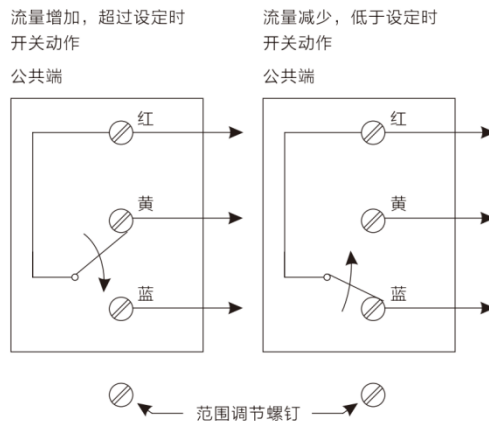 流量增加，超过设定时
开关动作
公共端
红
黄
蓝
流量减少，低于设定时
开关动作
公共端
红
黄
蓝
范围调节螺钉